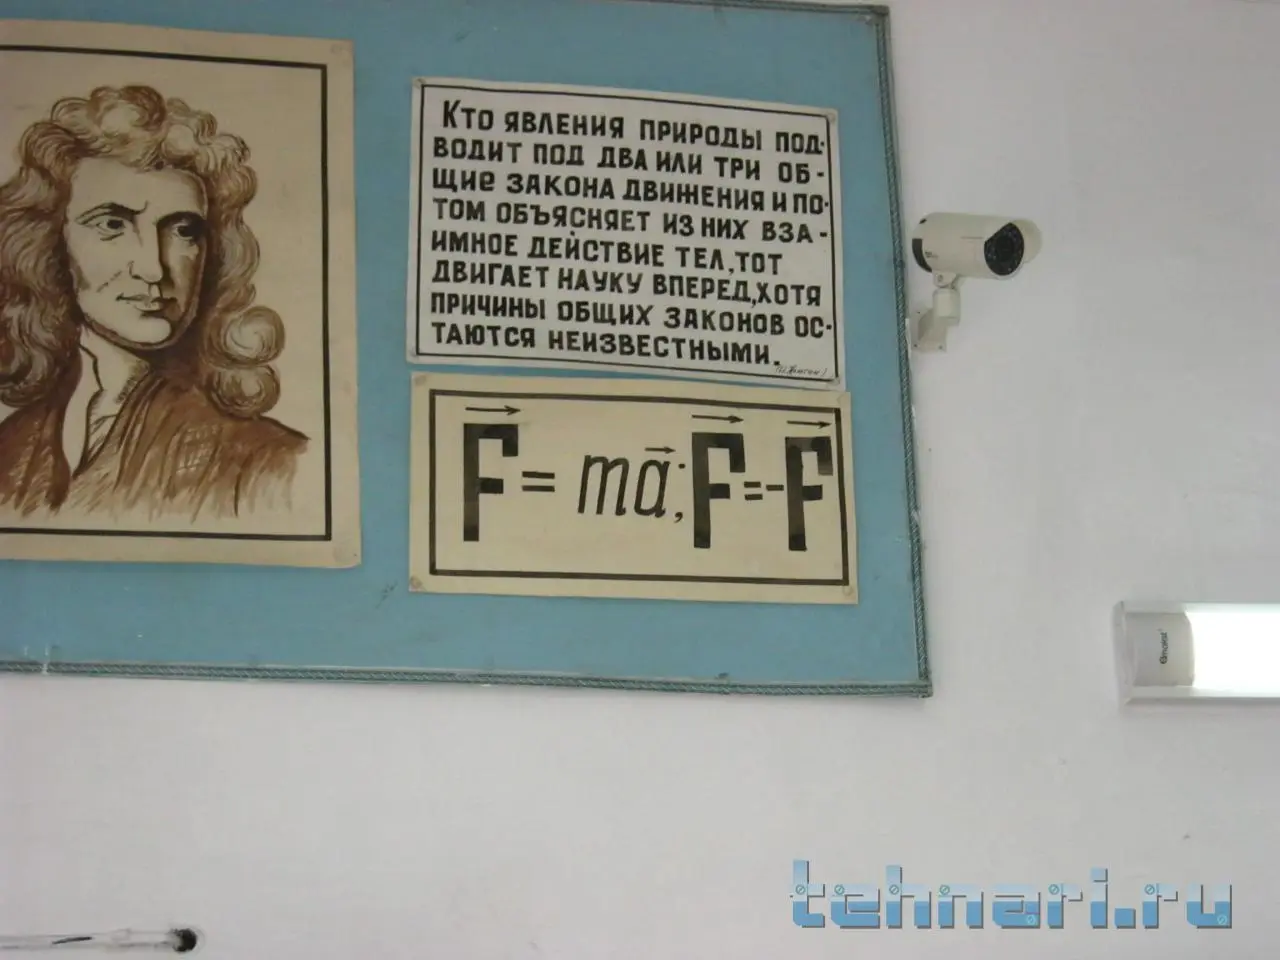 Кто явления природы под-
водит под два или три об-
щие закона движения и по-
том объясняет из них вза-
имное действие тел, тот
двигает науку вперед, хотя
причины общих законов ос-
таются неизвестными.
F⃗ = ma⃗; F⃗ = -F⃗
tehnari.ru